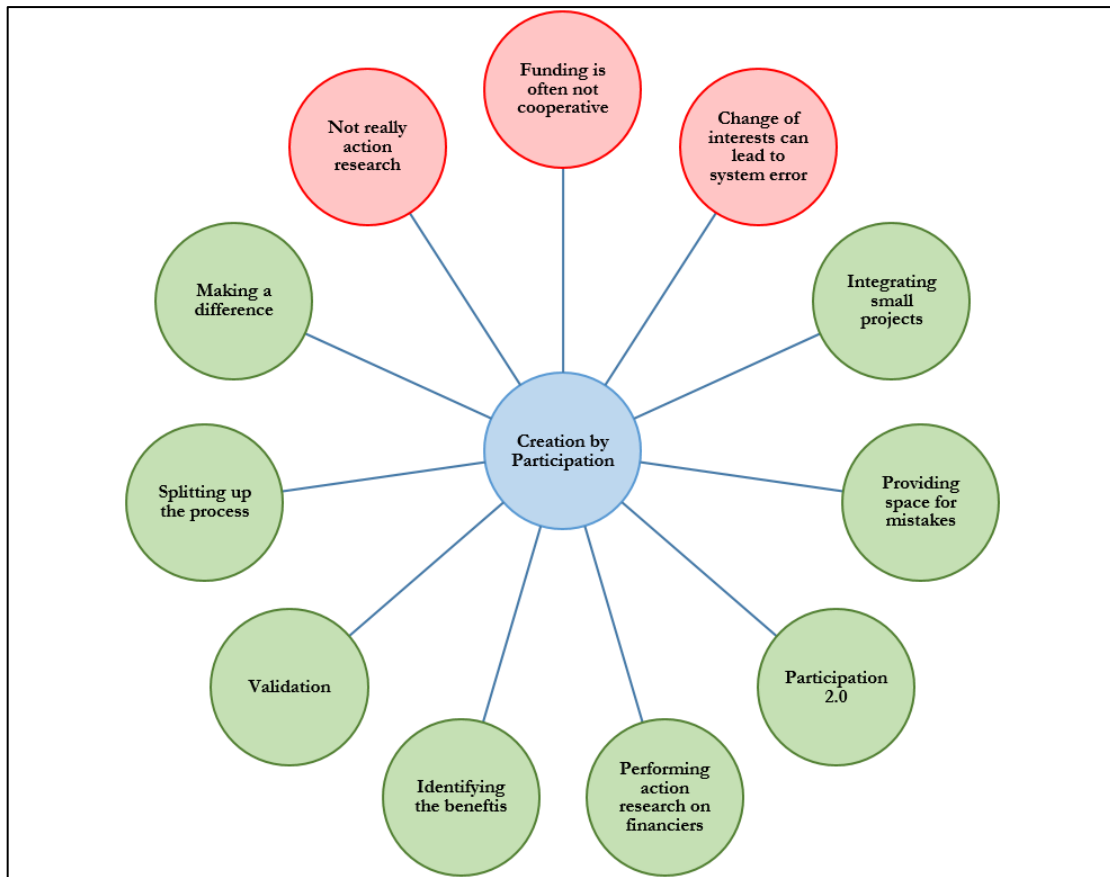 Funding is
often not
cooperative
Not really
action
research
Change of
interests can
lead to
system error
Making a
difference
Integrating
small
projects
Creation by
Participation
Splitting up
the process
Providing
space for
mistakes
Validation
Participation
2.0
Identifying
the beneftis
Performing
action
research on
financiers